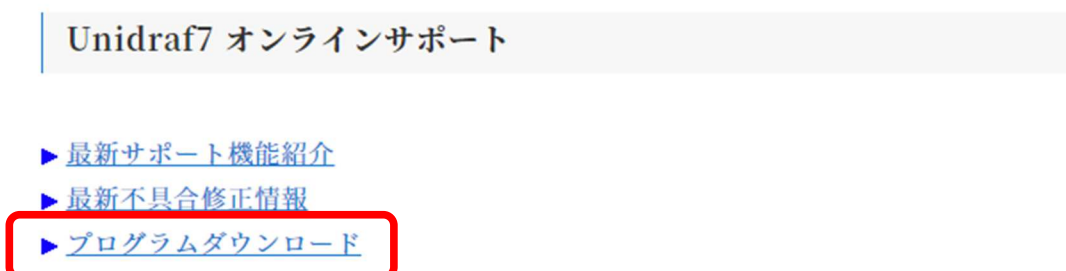 Unidraf7 オンラインサポート
▶ 最新サポート機能紹介
▶ 最新不具合修正情報
▶ プログラムダウンロード